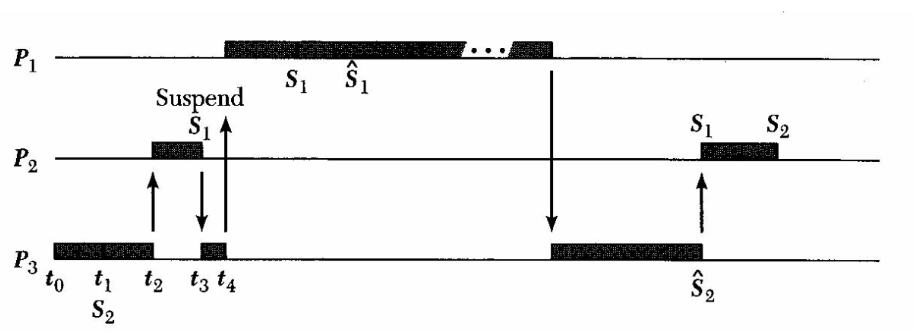 P1
S1 Ŝ1
Suspend
S1
S1 S2
P2
P3
t0 t1 t2 t3 t4
Ŝ2
S2